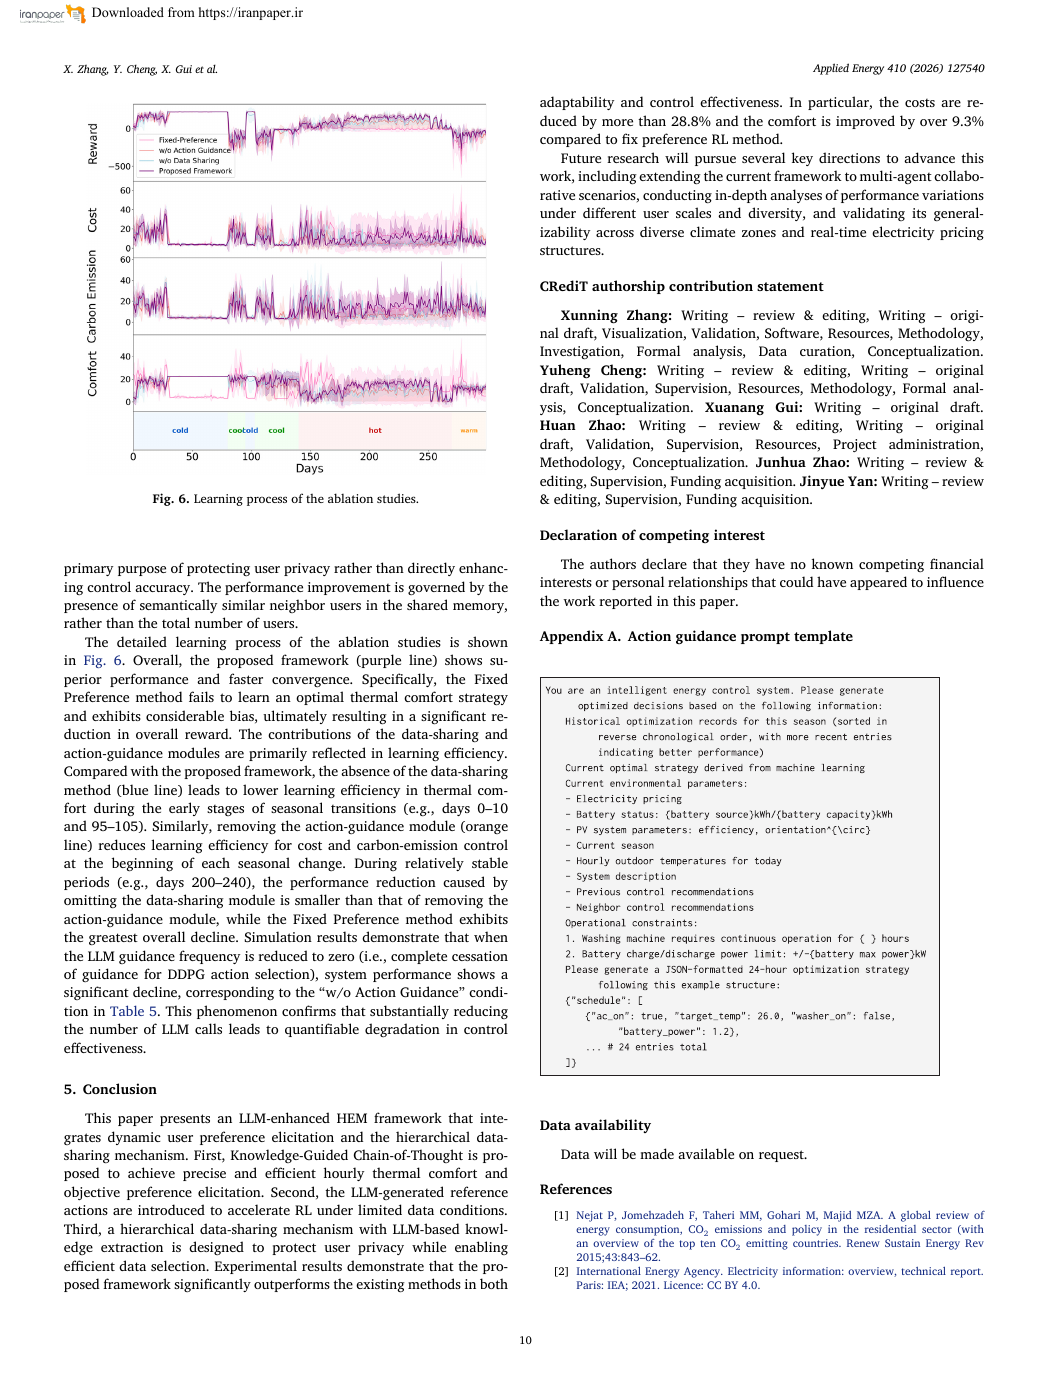 iranpaper Downloaded from https://iranpaper.ir
X. Zhang, Y. Cheng, X. Gui et al.
Applied Energy 410 (2026) 127540
Reward
0
−500
Fixed-Preference
w/o Action Guidance
w/o Data Sharing
Proposed Framework
Cost
60
40
20
0
Carbon Emission
60
40
20
0
Comfort
40
20
0
cold
cool
cold
cool
hot
warm
0 50 100 150 200 250
Days
Fig. 6. Learning process of the ablation studies.
primary purpose of protecting user privacy rather than directly enhanc-
ing control accuracy. The performance improvement is governed by the
presence of semantically similar neighbor users in the shared memory,
rather than the total number of users.
The detailed learning process of the ablation studies is shown
in Fig. 6. Overall, the proposed framework (purple line) shows su-
perior performance and faster convergence. Specifically, the Fixed
Preference method fails to learn an optimal thermal comfort strategy
and exhibits considerable bias, ultimately resulting in a significant re-
duction in overall reward. The contributions of the data-sharing and
action-guidance modules are primarily reflected in learning efficiency.
Compared with the proposed framework, the absence of the data-sharing
method (blue line) leads to lower learning efficiency in thermal com-
fort during the early stages of seasonal transitions (e.g., days 0–10
and 95–105). Similarly, removing the action-guidance module (orange
line) reduces learning efficiency for cost and carbon-emission control
at the beginning of each seasonal change. During relatively stable
periods (e.g., days 200–240), the performance reduction caused by
omitting the data-sharing module is smaller than that of removing the
action-guidance module, while the Fixed Preference method exhibits
the greatest overall decline. Simulation results demonstrate that when
the LLM guidance frequency is reduced to zero (i.e., complete cessation
of guidance for DDPG action selection), system performance shows a
significant decline, corresponding to the “w/o Action Guidance” condi-
tion in Table 5. This phenomenon confirms that substantially reducing
the number of LLM calls leads to quantifiable degradation in control
effectiveness.
5. Conclusion
This paper presents an LLM-enhanced HEM framework that inte-
grates dynamic user preference elicitation and the hierarchical data-
sharing mechanism. First, Knowledge-Guided Chain-of-Thought is pro-
posed to achieve precise and efficient hourly thermal comfort and
objective preference elicitation. Second, the LLM-generated reference
actions are introduced to accelerate RL under limited data conditions.
Third, a hierarchical data-sharing mechanism with LLM-based knowl-
edge extraction is designed to protect user privacy while enabling
efficient data selection. Experimental results demonstrate that the pro-
posed framework significantly outperforms the existing methods in both
adaptability and control effectiveness. In particular, the costs are re-
duced by more than 28.8% and the comfort is improved by over 9.3%
compared to fix preference RL method.
Future research will pursue several key directions to advance this
work, including extending the current framework to multi-agent collabo-
rative scenarios, conducting in-depth analyses of performance variations
under different user scales and diversity, and validating its general-
izability across diverse climate zones and real-time electricity pricing
structures.
CRediT authorship contribution statement
Xunning Zhang: Writing – review & editing, Writing – origi-
nal draft, Visualization, Validation, Software, Resources, Methodology,
Investigation, Formal analysis, Data curation, Conceptualization.
Yuheng Cheng: Writing – review & editing, Writing – original
draft, Validation, Supervision, Resources, Methodology, Formal anal-
ysis, Conceptualization. Xuanang Gui: Writing – original draft.
Huan Zhao: Writing – review & editing, Writing – original
draft, Validation, Supervision, Resources, Project administration,
Methodology, Conceptualization. Junhua Zhao: Writing – review &
editing, Supervision, Funding acquisition. Jinyue Yan: Writing – review
& editing, Supervision, Funding acquisition.
Declaration of competing interest
The authors declare that they have no known competing financial
interests or personal relationships that could have appeared to influence
the work reported in this paper.
Appendix A. Action guidance prompt template
You are an intelligent energy control system. Please generate
optimized decisions based on the following information:
Historical optimization records for this season (sorted in
reverse chronological order, with more recent entries
indicating better performance)
Current optimal strategy derived from machine learning
Current environmental parameters:
- Electricity pricing
- Battery status: {battery source}kWh/{battery capacity}kWh
- PV system parameters: efficiency, orientation^{\circ}
- Current season
- Hourly outdoor temperatures for today
- System description
- Previous control recommendations
- Neighbor control recommendations
Operational constraints:
1. Washing machine requires continuous operation for { } hours
2. Battery charge/discharge power limit: +/-{battery max power}kW
Please generate a JSON-formatted 24-hour optimization strategy
following this example structure:
{"schedule": [
{"ac_on": true, "target_temp": 26.0, "washer_on": false,
"battery_power": 1.2},
... # 24 entries total
]}
Data availability
Data will be made available on request.
References
[1] Nejat P, Jomehzadeh F, Taheri MM, Gohari M, Majid MZA. A global review of
energy consumption, CO2 emissions and policy in the residential sector (with
an overview of the top ten CO2 emitting countries. Renew Sustain Energy Rev
2015;43:843–62.
[2] International Energy Agency. Electricity information: overview, technical report.
Paris: IEA; 2021. Licence: CC BY 4.0.
10